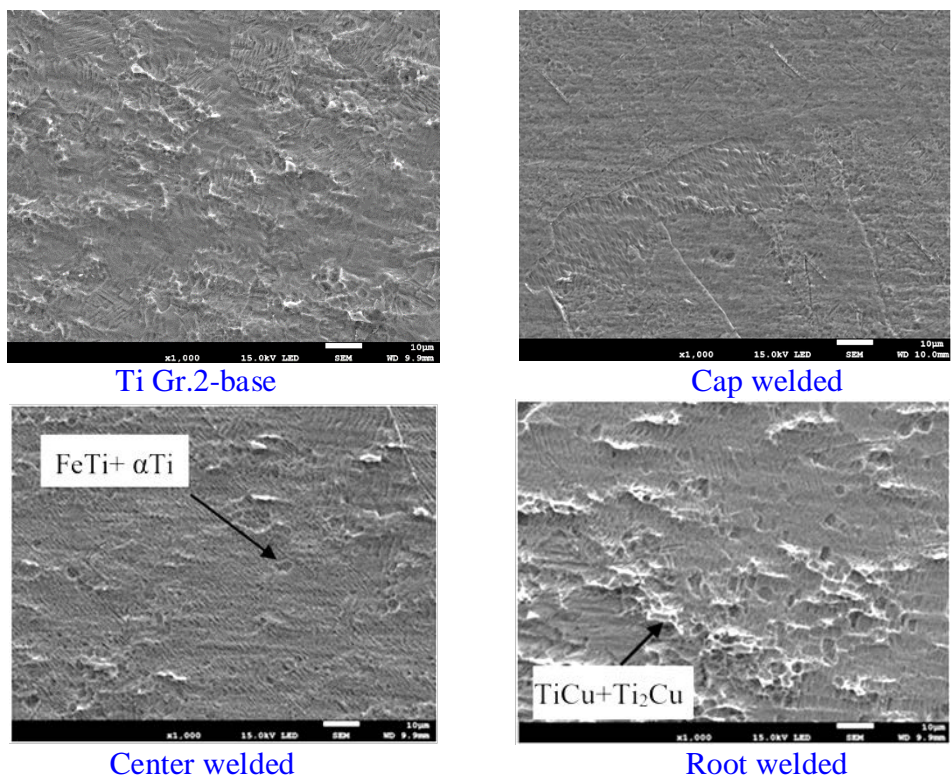 10µm
x1,000 15.0kV LED SEM WD 9.9mm
Ti Gr.2-base
10µm
x1,000 15.0kV LED SEM WD 10.0mm
Cap welded
FeTi+ αTi
10µm
x1,000 15.0kV LED SEM WD 9.9mm
Center welded
TiCu+Ti₂Cu
10µm
x1,000 15.0kV LED SEM WD 9.9mm
Root welded